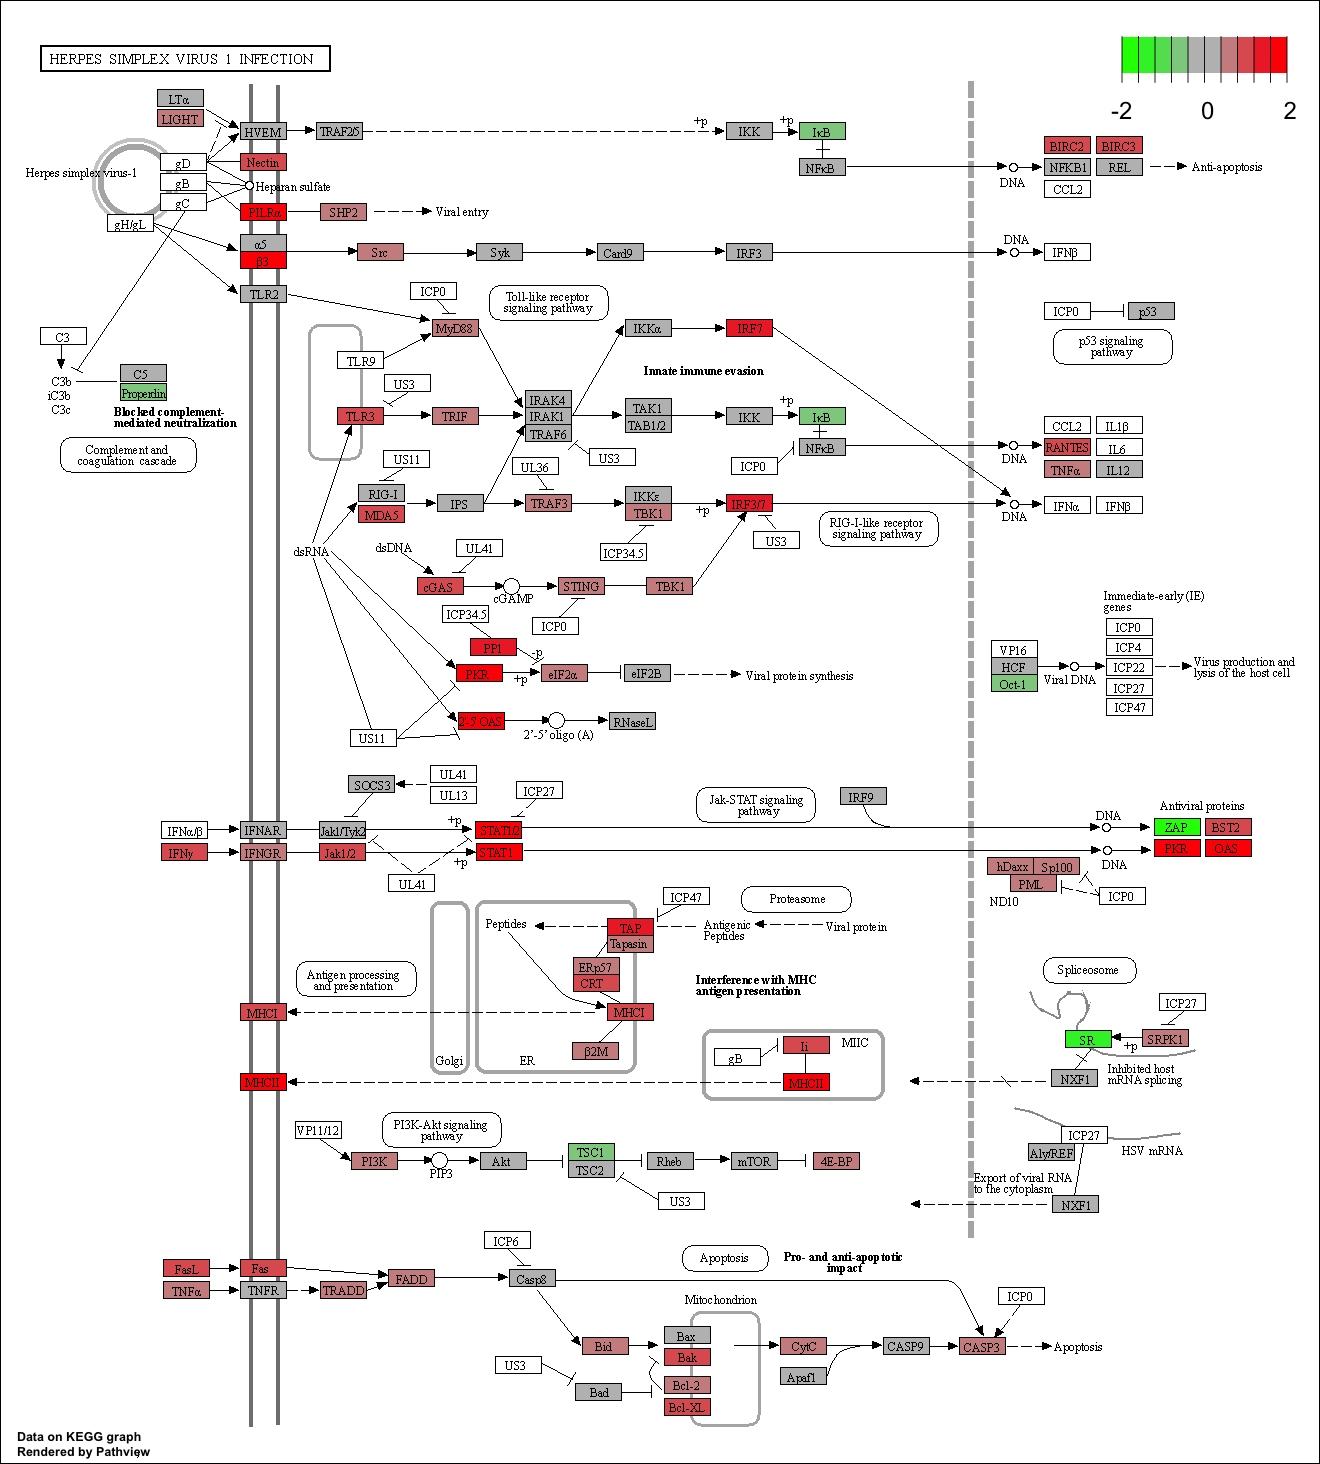 HERPES SIMPLEX VIRUS 1 INFECTION
-2 0 2
LTα
LIGHT
HVEM
TRAF2/5
+p
IKK
+p
IκB
NFκB
DNA
BIRC2 BIRC3
NFKB1 REL
CCL2
Anti-apoptosis
Herpes simplex virus-1
gD
gB
gC
gH/gL
Nectin
Heparan sulfate
PILRα
SHP2
Viral entry
α5
β3
Src
Syk
Card9
IRF3
DNA
IFNβ
TLR2
ICP0
Toll-like receptor
signaling pathway
MyD88
IKKα
IRF7
ICP0
p53
p53 signaling
pathway
C3
C3b
iC3b
C3c
C5
Properdin
Blocked complement-
mediated neutralization
Complement and
coagulation cascade
TLR9
US3
TLR3
TRIF
IRAK4
IRAK1
TRAF6
Innate immune evasion
TAK1
TAB1/2
IKK
+p
IκB
NFκB
ICP0
US3
DNA
CCL2 IL1β
RANTES IL6
TNFα IL12
US11
RIG-I
MDA5
IPS
UL36
TRAF3
IKKε
TBK1
+p
IRF3/7
ICP34.5
US3
RIG-I-like receptor
signaling pathway
DNA
IFNα IFNβ
dsRNA
dsDNA
UL41
cGAS
cGAMP
STING
TBK1
ICP0
ICP34.5
PP1
-p
PKR
+p
eIF2α
eIF2B
Viral protein synthesis
2'-5' OAS
2'-5' oligo (A)
RNaseL
US11
Immediate-early (IE)
genes
VP16
HCF
Oct-1
Viral DNA
ICP0
ICP4
ICP22
ICP27
ICP47
Virus production and
lysis of the host cell
SOCS3
UL41
UL13
ICP27
Jak-STAT signaling
pathway
IRF9
IFNα/β
IFNAR
Jak1/Tyk2
+p
STAT1/2
IFNγ
IFNGR
Jak1/2
+p
STAT1
UL41
DNA
DNA
Antiviral proteins
ZAP BST2
PKR OAS
hDaxx Sp100
PML
ND10
ICP0
ICP47
Proteasome
Peptides
TAP
Tapasin
Antigenic
Peptides
Viral protein
ERp57
CRT
Antigen processing
and presentation
Interference with MHC
antigen presentation
MHCI
MHCI
β2M
Golgi
ER
gB
Ii
MIIC
MHCII
MHCII
Spliceosome
ICP27
SR
+p
SRPK1
NXF1
Inhibited host
mRNA splicing
VP11/12
PI3K-Akt signaling
pathway
PI3K
PIP3
Akt
TSC1
TSC2
Rheb
mTOR
4E-BP
US3
ICP27
Aly/REF
HSV mRNA
Export of viral RNA
to the cytoplasm
NXF1
ICP6
Apoptosis
Pro- and anti-apoptotic
impact
FasL
Fas
TNFα
TNFR
TRADD
FADD
Casp8
Mitochondrion
ICP0
Bid
Bax
Bak
CytC
CASP9
CASP3
Apoptosis
US3
Bad
Bcl-2
Bcl-XL
Apaf1
Data on KEGG graph
Rendered by Pathview